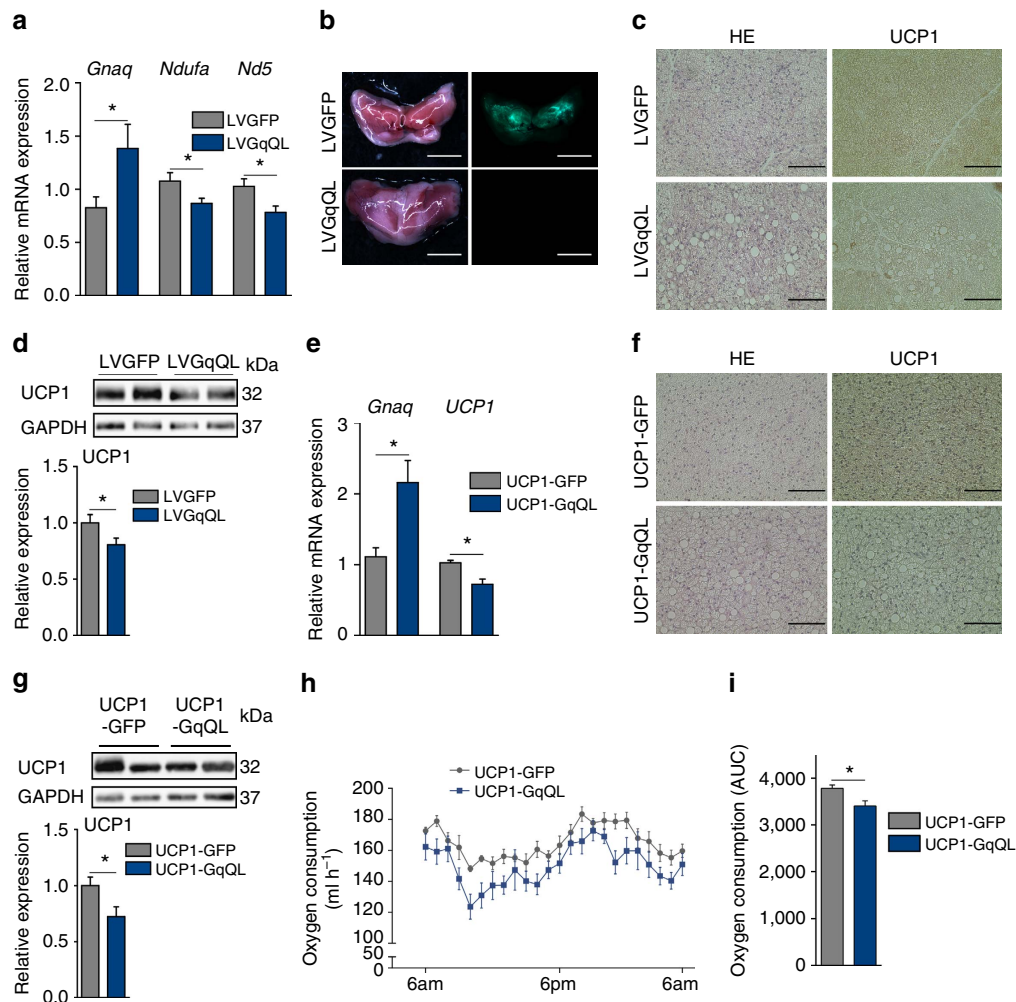 a
Gnaq Ndufa Nd5
Relative mRNA expression
2.0
1.5
1.0
0.5
0.0
*
*
*
LVGFP
LVGqQL
b
LVGFP
LVGqQL
c
HE UCP1
LVGFP
LVGqQL
d
LVGFP LVGqQL kDa
UCP1 32
GAPDH 37
UCP1
Relative expression
1.5
1.0
0.5
0.0
*
LVGFP
LVGqQL
e
Gnaq UCP1
Relative mRNA expression
3
2
1
0
*
*
UCP1-GFP
UCP1-GqQL
f
HE UCP1
UCP1-GFP
UCP1-GqQL
g
UCP1 UCP1
-GFP -GqQL kDa
UCP1 32
GAPDH 37
UCP1
Relative expression
1.5
1.0
0.5
0.0
*
UCP1-GFP
UCP1-GqQL
h
UCP1-GFP
UCP1-GqQL
Oxygen consumption
(ml h⁻¹)
200
180
160
140
120
100
50
0
6am 6pm 6am
i
Oxygen consumption (AUC)
4,000
3,000
2,000
1,000
0
*
UCP1-GFP
UCP1-GqQL